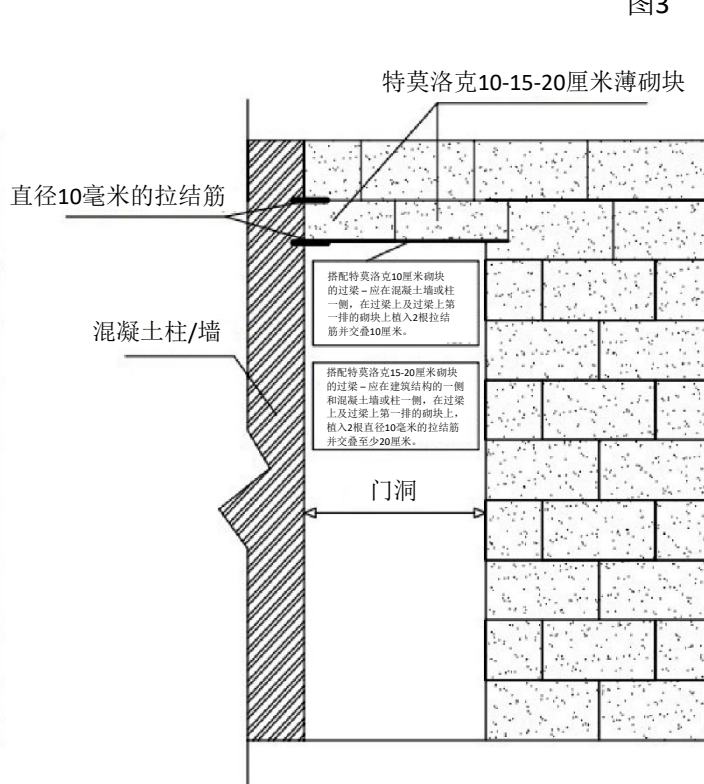 图3
特莫洛克10-15-20厘米薄砌块
直径10毫米的拉结筋
搭配特莫洛克10厘米砌块
的过梁 – 应在混凝土墙或柱
一侧，在过梁上及过梁上第
一排的砌块上植入2根拉结
筋并交叠10厘米。
混凝土柱/墙
搭配特莫洛克15-20厘米砌块
的过梁 – 应在建筑结构的一侧
和混凝土墙或柱一侧，在过梁
上及过梁上第一排的砌块上，
植入2根直径10毫米的拉结筋
并交叠至少20厘米。
门洞